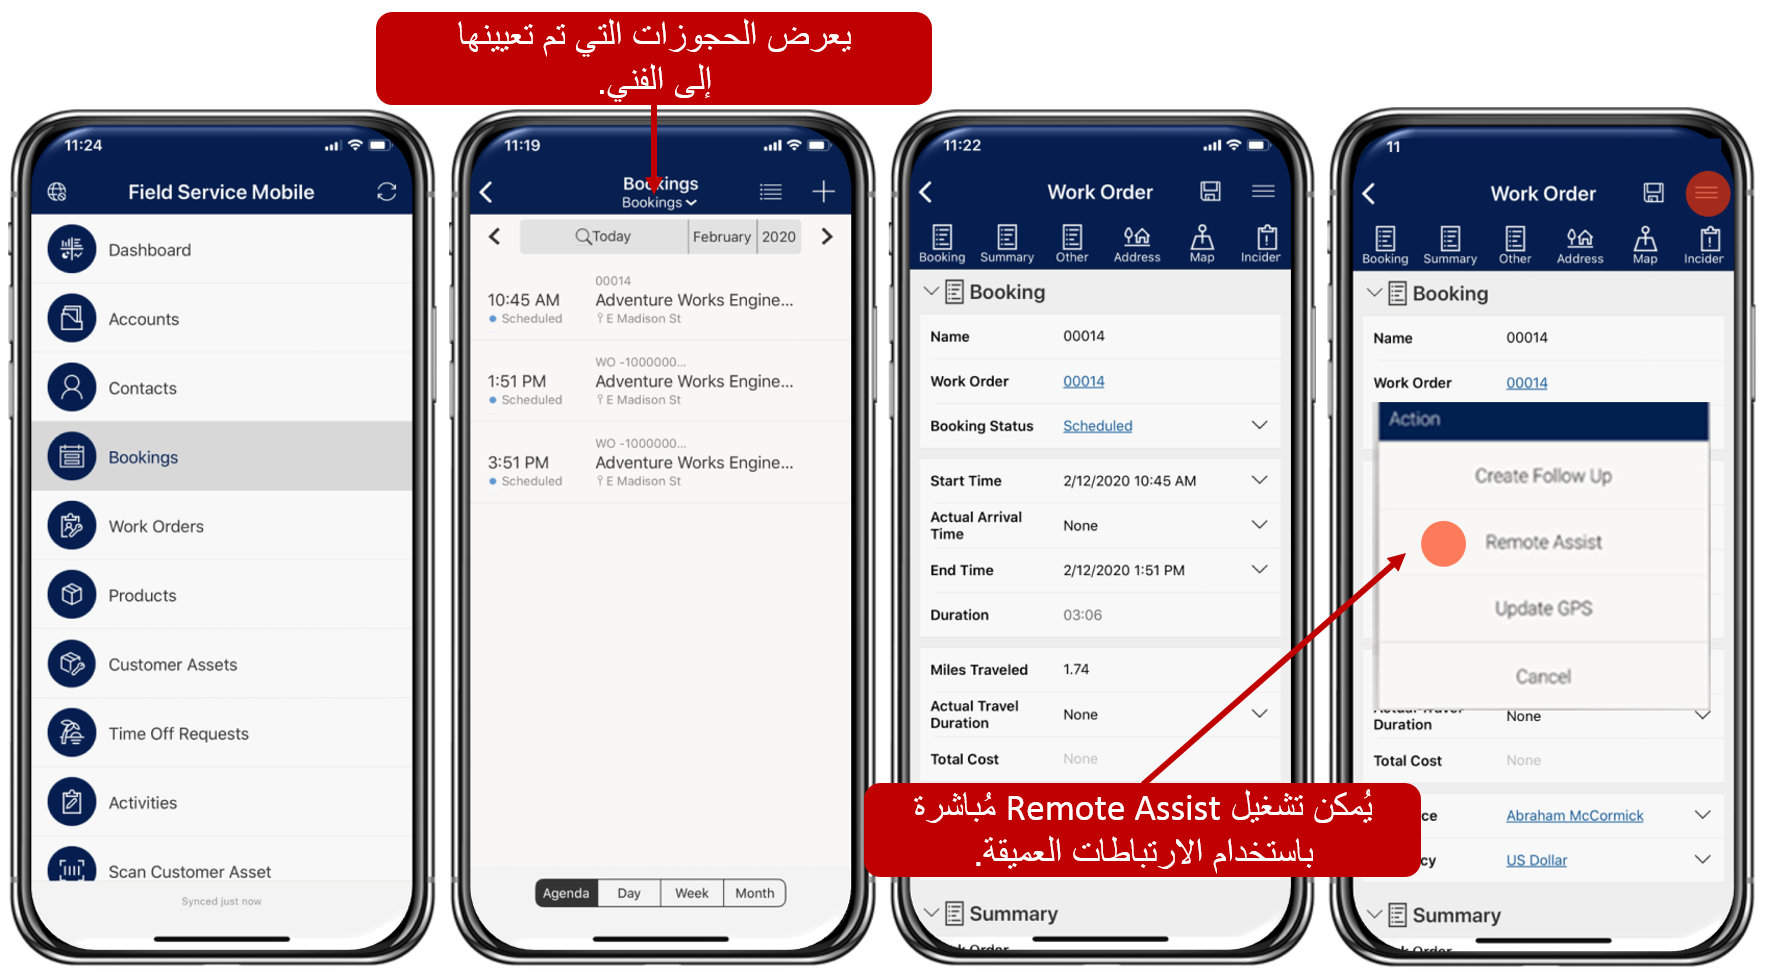 يعرض الحجوزات التي تم تعيينها
إلى الفني.
11:24
Field Service Mobile
Dashboard
Accounts
Contacts
Bookings
Work Orders
Products
Customer Assets
Time Off Requests
Activities
Scan Customer Asset
Synced just now
11:19
Bookings
Bookings
Today February 2020
00014
10:45 AM Adventure Works Engine...
Scheduled E Madison St
WO -1000000...
1:51 PM Adventure Works Engine...
Scheduled E Madison St
WO -1000000...
3:51 PM Adventure Works Engine...
Scheduled E Madison St
Agenda Day Week Month
11:22
Work Order
Booking Summary Other Address Map Incider
Booking
Name 00014
Work Order 00014
Booking Status Scheduled
Start Time 2/12/2020 10:45 AM
Actual Arrival
Time None
End Time 2/12/2020 1:51 PM
Duration 03:06
Miles Traveled 1.74
Actual Travel
Duration None
Total Cost None
Summary
11
Work Order
Booking Summary Other Address Map Incider
Booking
Name 00014
Work Order 00014
Action
Create Follow Up
Remote Assist
Update GPS
Cancel
Duration None
Total Cost None
ce Abraham McCormick
cy US Dollar
Summary
يُمكن تشغيل Remote Assist مُباشرة
باستخدام الارتباطات العميقة.